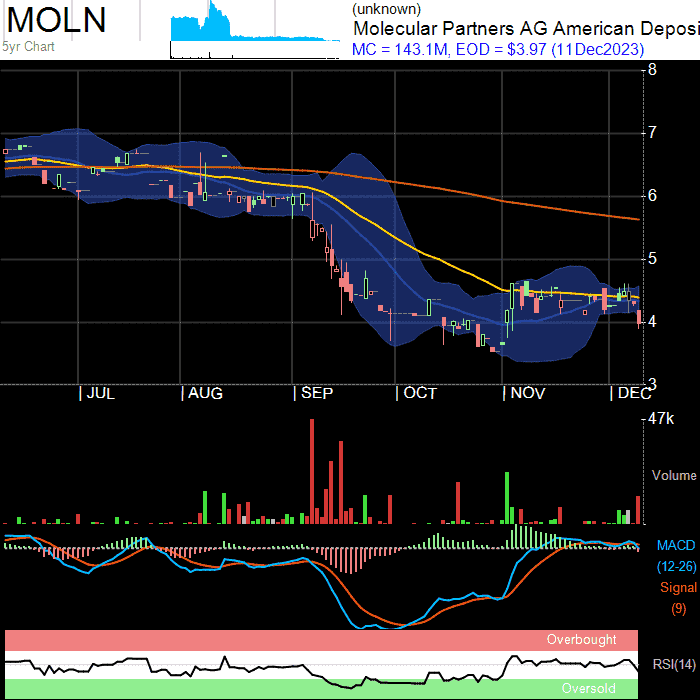 MOLN
5yr Chart
(unknown)
Molecular Partners AG American Deposi
MC = 143.1M, EOD = $3.97 (11Dec2023)
8
7
6
5
4
3
JUL AUG SEP OCT NOV DEC
47k
Volume
MACD
(12-26)
Signal
(9)
Overbought
RSI(14)
Oversold